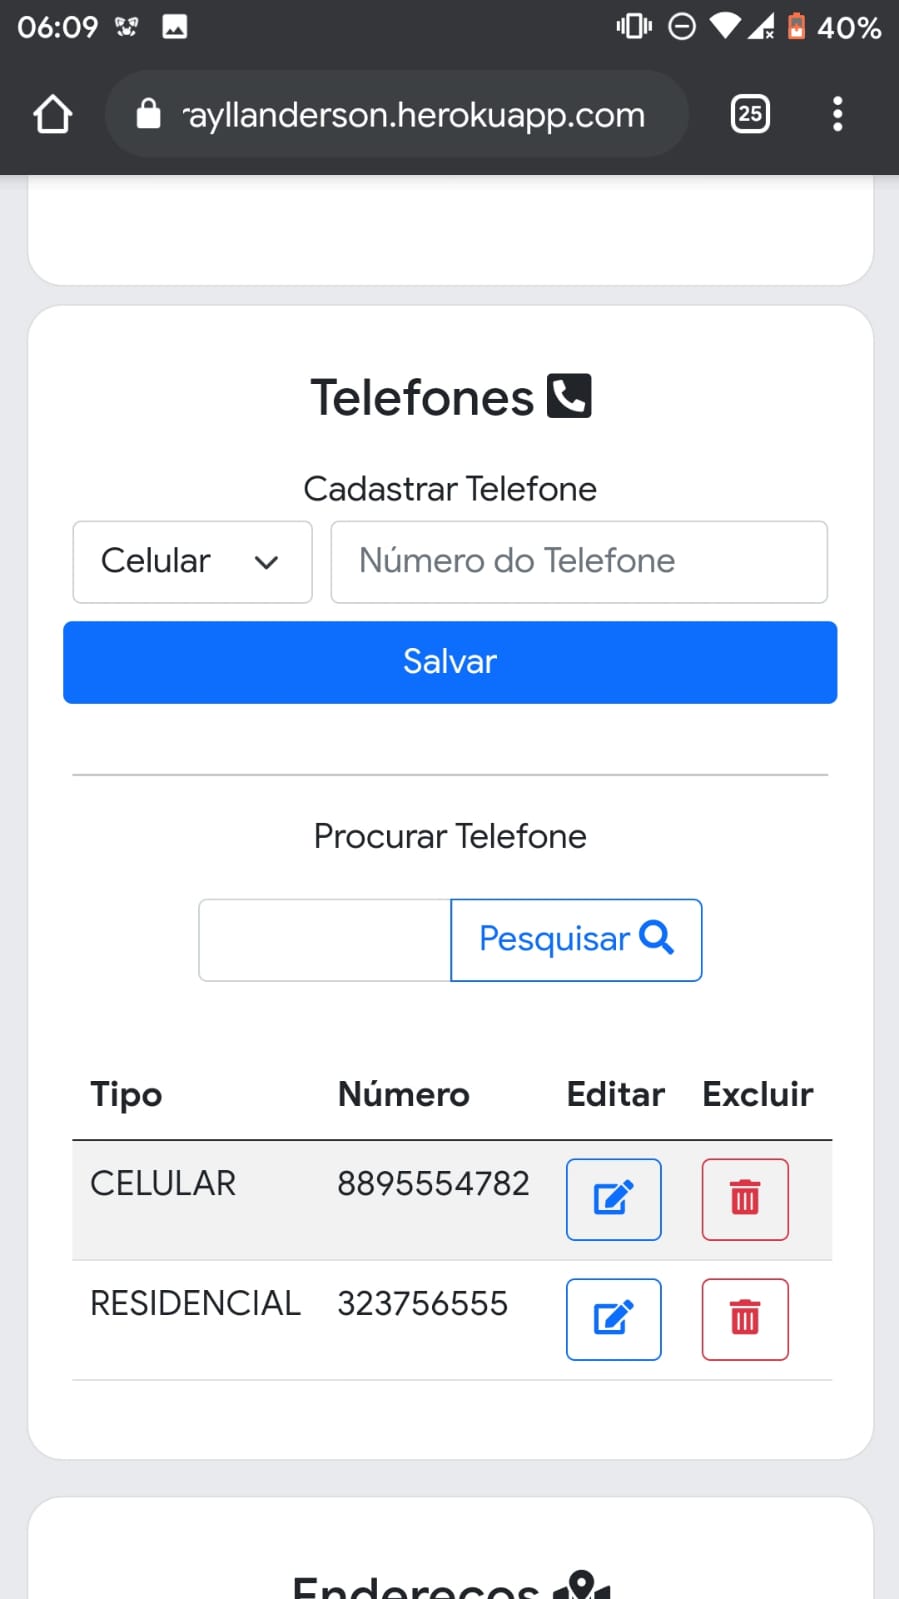 06:09
40%
rayllanderson.herokuapp.com
25
Telefones
Cadastrar Telefone
Celular
Número do Telefone
Salvar
Procurar Telefone
Pesquisar
Tipo Número Editar Excluir
CELULAR 8895554782
RESIDENCIAL 323756555
Endereços